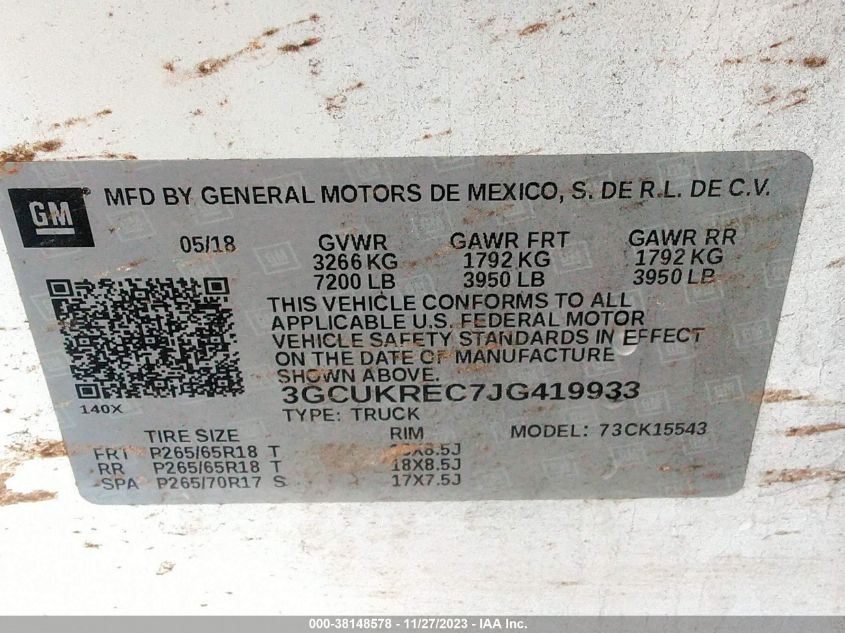 GM ® MFD BY GENERAL MOTORS DE MEXICO, S. DE R.L. DE C.V.
05/18 GVWR GAWR FRT GAWR RR
3266 KG 1792 KG 1792 KG
7200 LB 3950 LB 3950 LB
THIS VEHICLE CONFORMS TO ALL
APPLICABLE U.S. FEDERAL MOTOR
VEHICLE SAFETY STANDARDS IN EFFECT
ON THE DATE OF MANUFACTURE
SHOWN ABOVE.
3GCUKREC7JG419933
140X TYPE: TRUCK
TIRE SIZE RIM MODEL: 73CK15543
FRT P265/65R18 T
RR P265/65R18 T 18X8.5J
SPA P265/70R17 S 17X7.5J
000-38148578 - 11/27/2023 - IAA Inc.